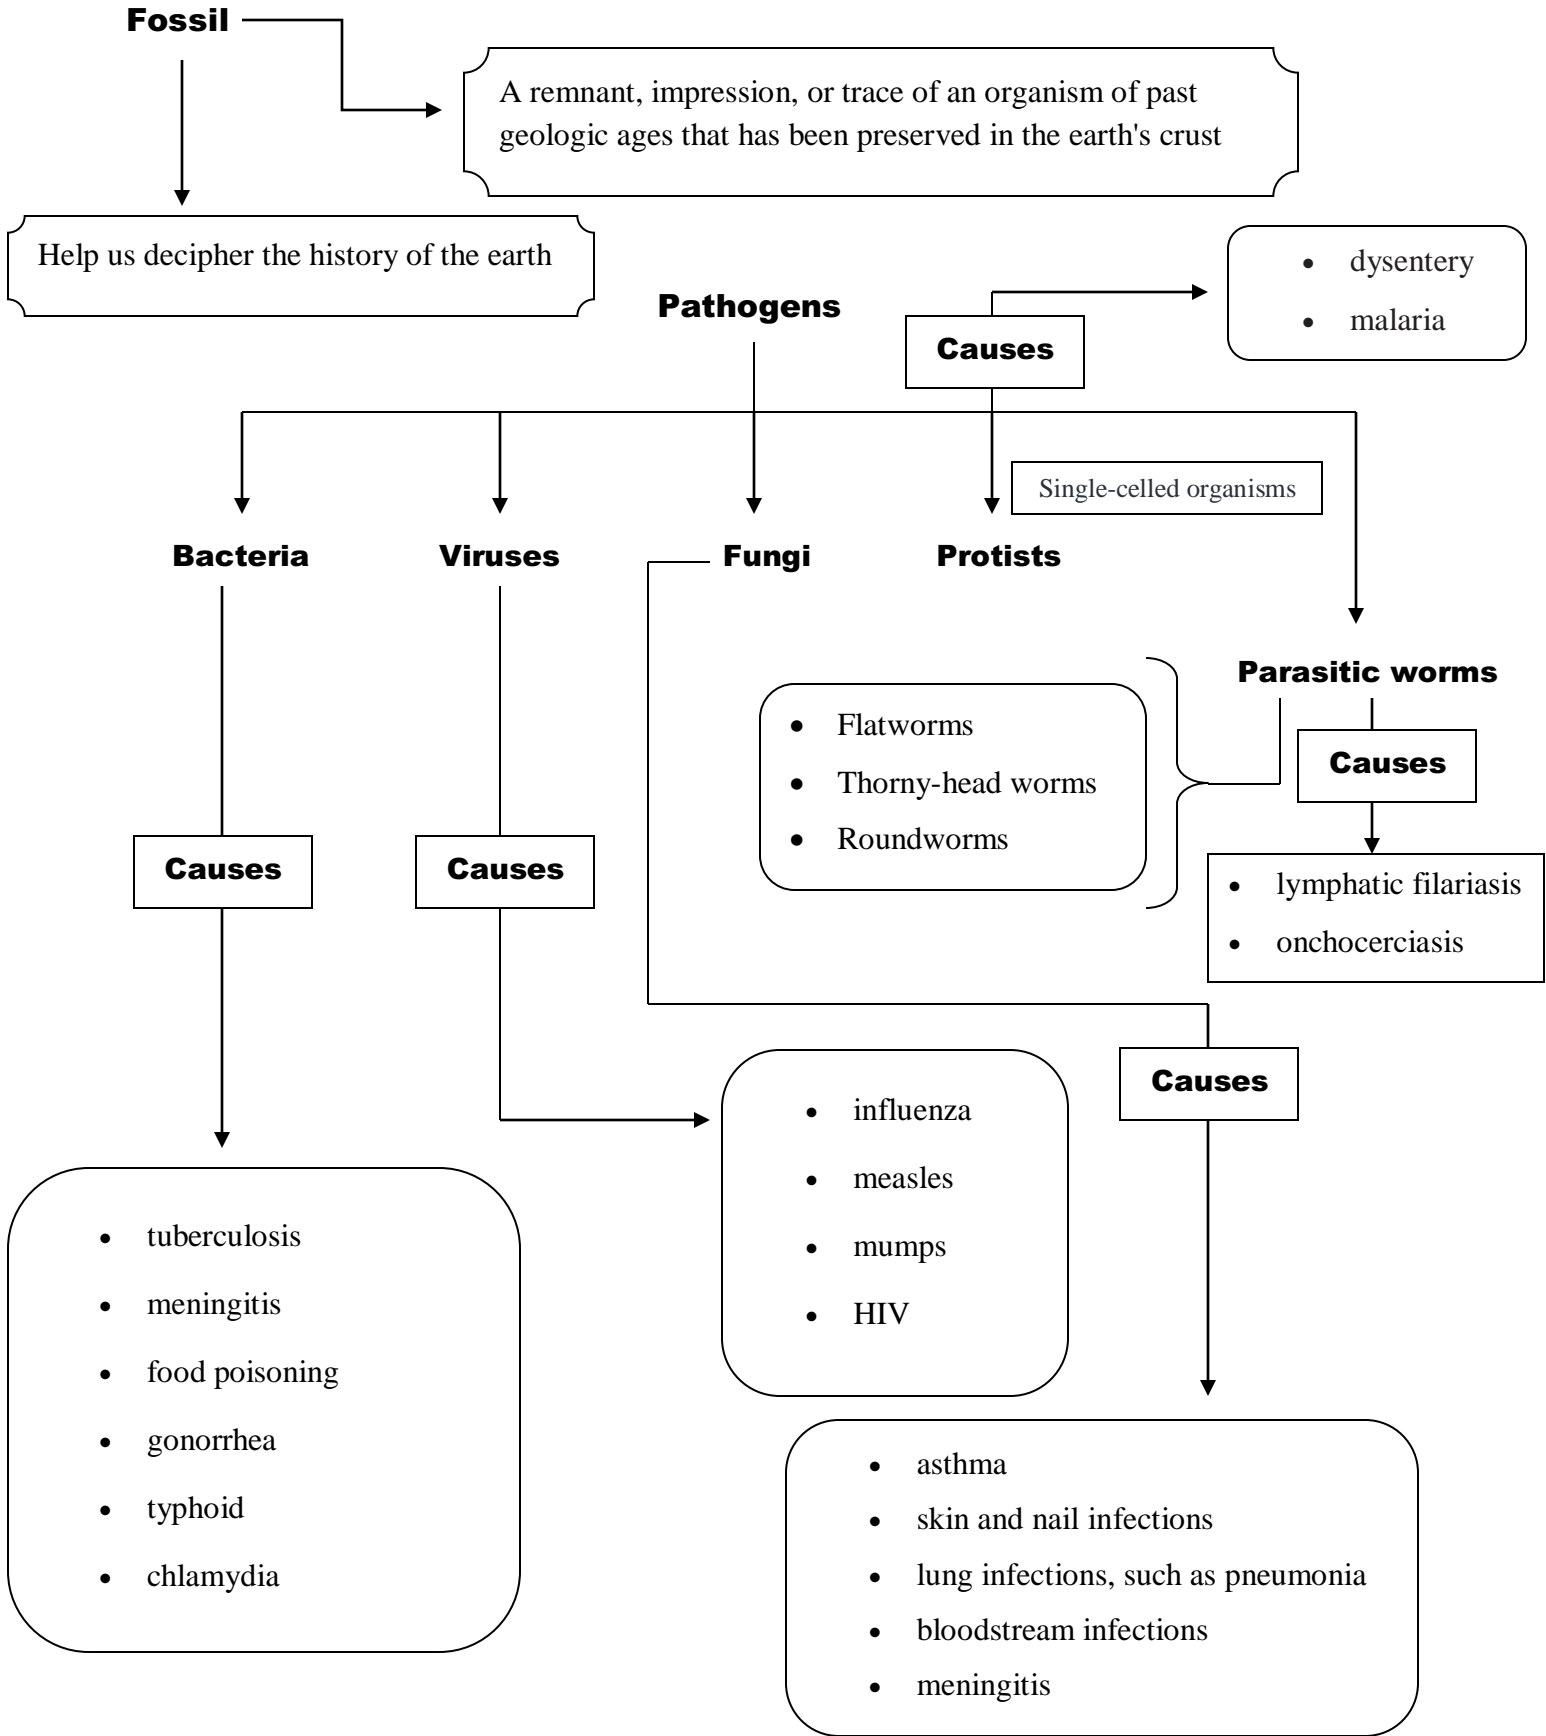 Fossil
A remnant, impression, or trace of an organism of past
geologic ages that has been preserved in the earth's crust
Help us decipher the history of the earth
Pathogens
Causes
• dysentery
• malaria
Single-celled organisms
Bacteria
Viruses
Fungi
Protists
Parasitic worms
• Flatworms
• Thorny-head worms
• Roundworms
Causes
• lymphatic filariasis
• onchocerciasis
Causes
Causes
Causes
• influenza
• measles
• mumps
• HIV
• tuberculosis
• meningitis
• food poisoning
• gonorrhea
• typhoid
• chlamydia
• asthma
• skin and nail infections
• lung infections, such as pneumonia
• bloodstream infections
• meningitis